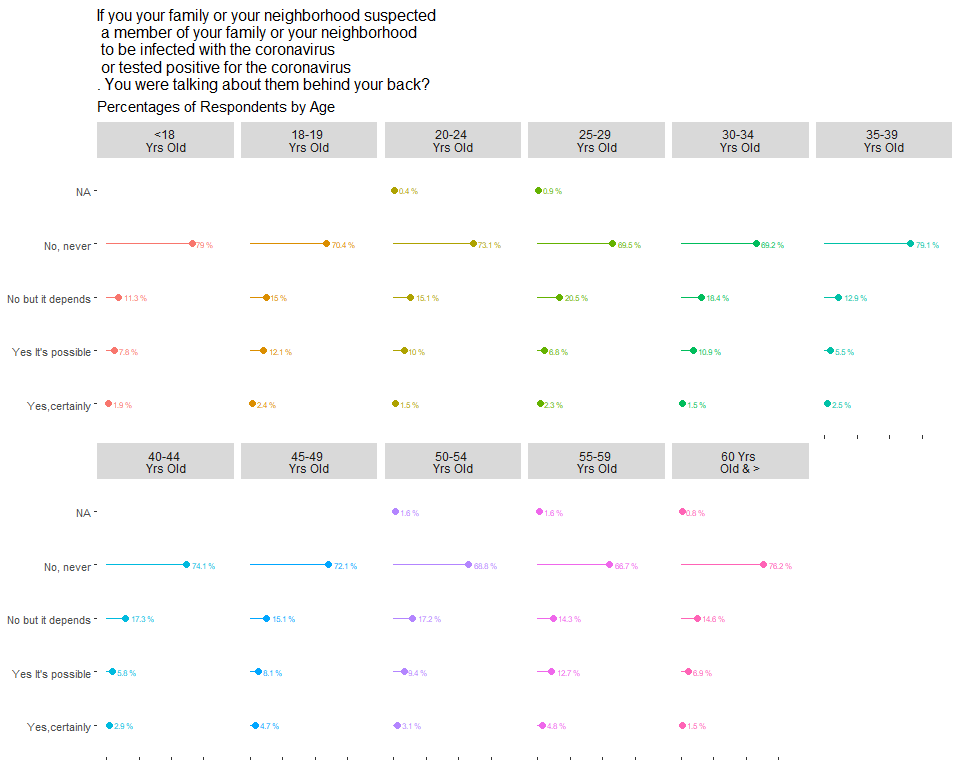 If you your family or your neighborhood suspected
a member of your family or your neighborhood
to be infected with the coronavirus
or tested positive for the coronavirus
. You were talking about them behind your back?
Percentages of Respondents by Age
<18 18-19 20-24 25-29 30-34 35-39
Yrs Old Yrs Old Yrs Old Yrs Old Yrs Old Yrs Old
NA 0.4 % 0.9 %
No, never 79 % 70.4 % 73.1 % 69.5 % 69.2 % 79.1 %
No but it depends 11.3 % 15 % 15.1 % 20.5 % 18.4 % 12.9 %
Yes It's possible 7.8 % 12.1 % 10 % 6.8 % 10.9 % 5.5 %
Yes,certainly 1.9 % 2.4 % 1.5 % 2.3 % 1.5 % 2.5 %
40-44 45-49 50-54 55-59 60 Yrs
Yrs Old Yrs Old Yrs Old Yrs Old Old & >
NA 1.6 % 1.6 % 0.8 %
No, never 74.1 % 72.1 % 68.8 % 66.7 % 76.2 %
No but it depends 17.3 % 15.1 % 17.2 % 14.3 % 14.6 %
Yes It's possible 5.8 % 8.1 % 9.4 % 12.7 % 6.9 %
Yes,certainly 2.9 % 4.7 % 3.1 % 4.8 % 1.5 %